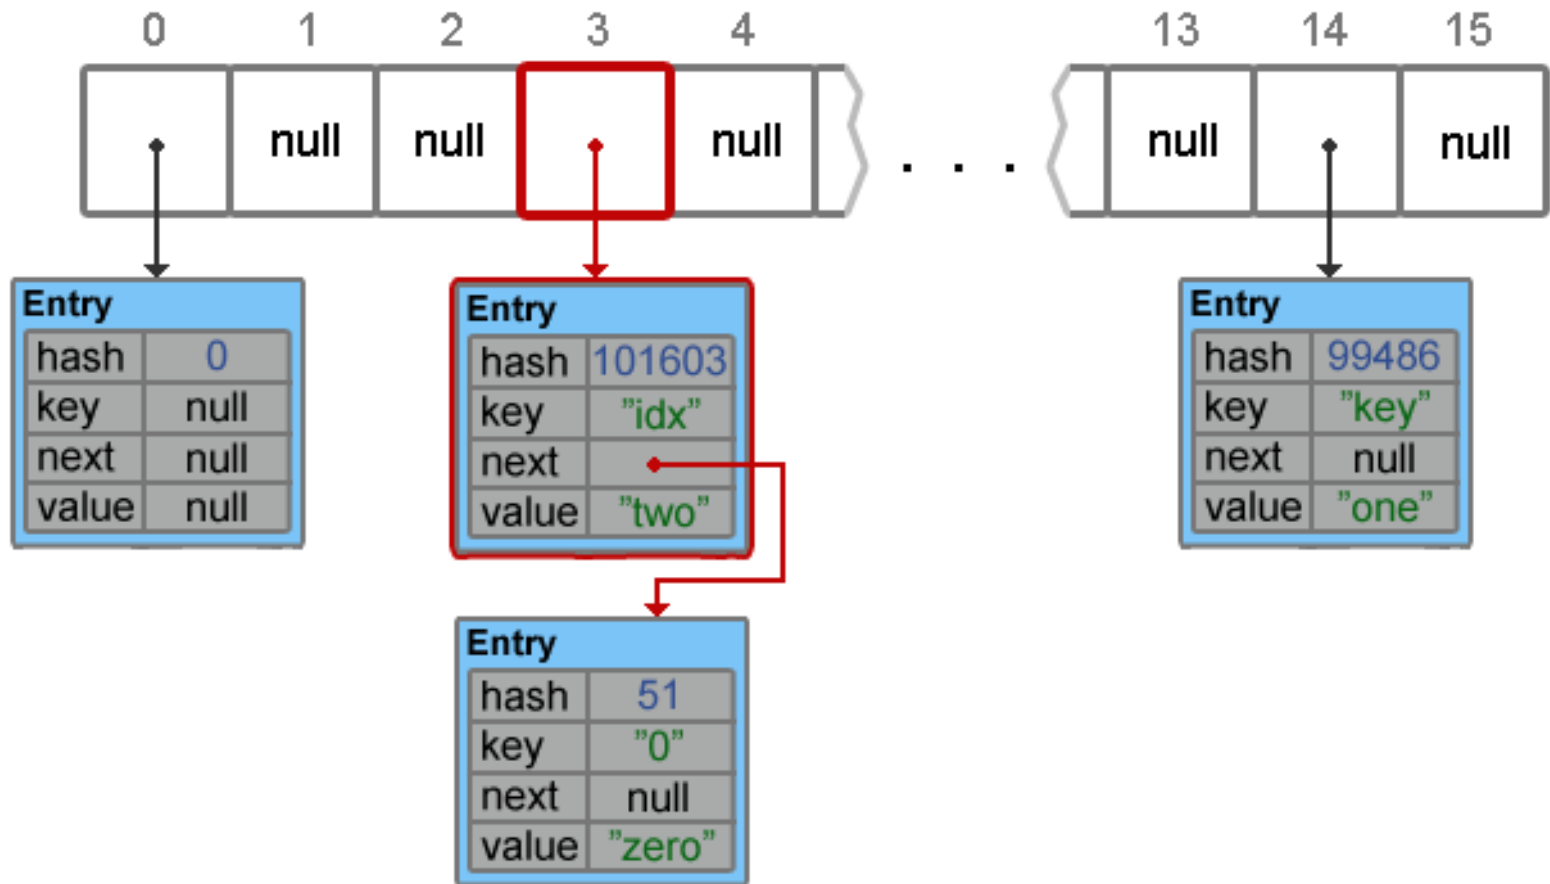 0 1 2 3 4 13 14 15
null null null . . . null null
null
Entry
hash 0
key null
next null
value null
Entry
hash 101603
key ”idx”
next
value ”two”
Entry
hash 99486
key ”key”
next null
value ”one”
Entry
hash 51
key ”0”
next null
value ”zero”